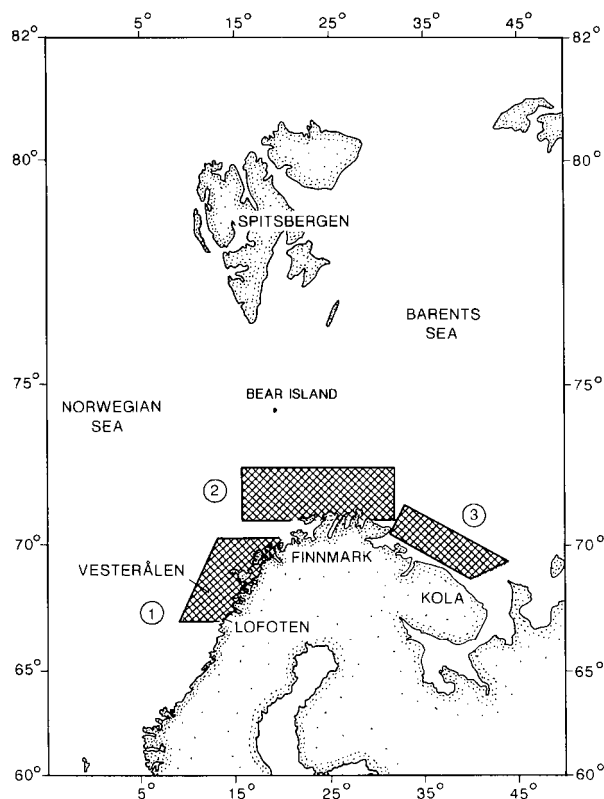 5° 15° 25° 35° 45°
82° 82°
80° 80°
SPITSBERGEN
BARENTS
SEA
75° 75°
BEAR ISLAND
NORWEGIAN
SEA
2
3
70° 70°
FINNMARK
VESTERÅLEN
KOLA
1
LOFOTEN
65° 65°
60° 60°
5° 15° 25° 35° 45°